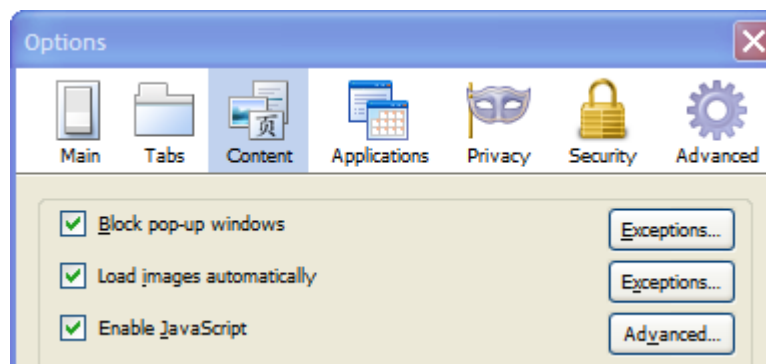 Options
Main Tabs Content Applications Privacy Security Advanced
Block pop-up windows Exceptions...
Load images automatically Exceptions...
Enable JavaScript Advanced...